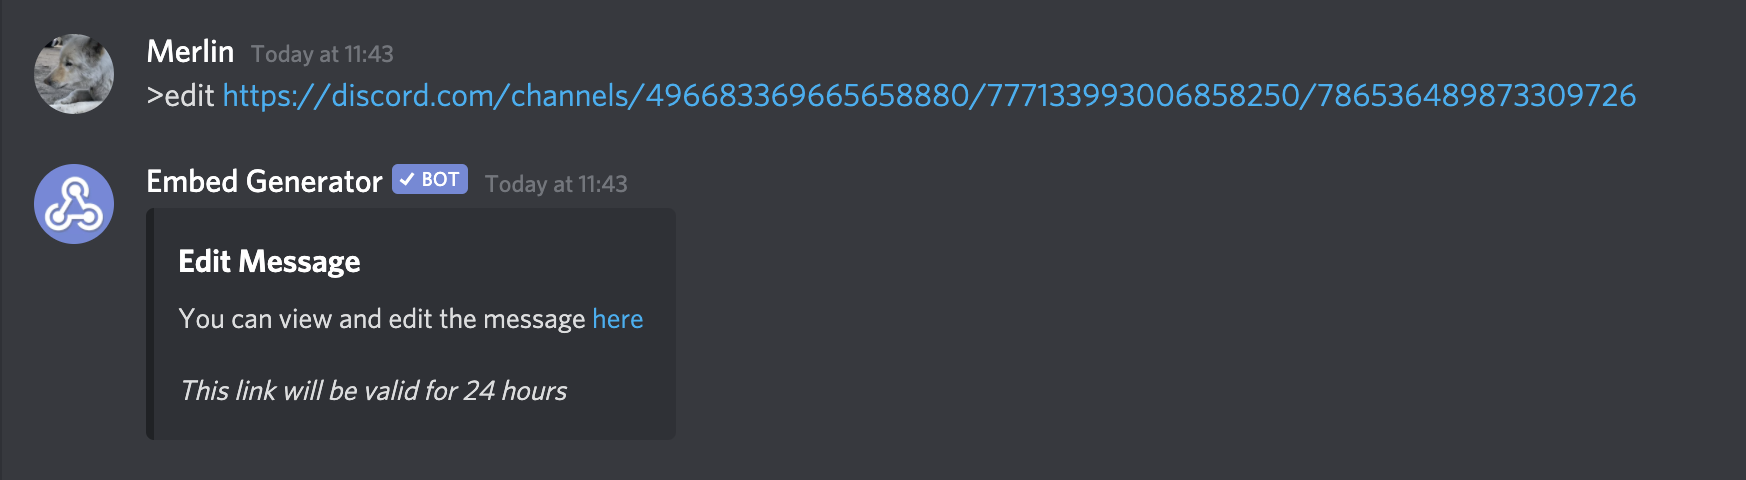 Merlin Today at 11:43
>edit https://discord.com/channels/496683369665658880/777133993006858250/786536489873309726
Embed Generator ✓ BOT Today at 11:43
Edit Message
You can view and edit the message here
This link will be valid for 24 hours